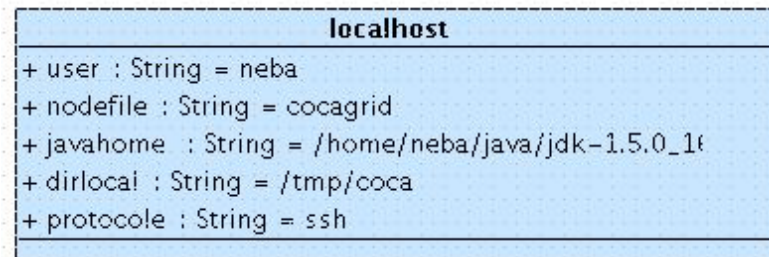 localhost
+ user : String = neba
+ nodefile : String = cocagrid
+ javahome : String = /home/neba/java/jdk-1.5.0_1
+ dirlocal : String = /tmp/coca
+ protocole : String = ssh